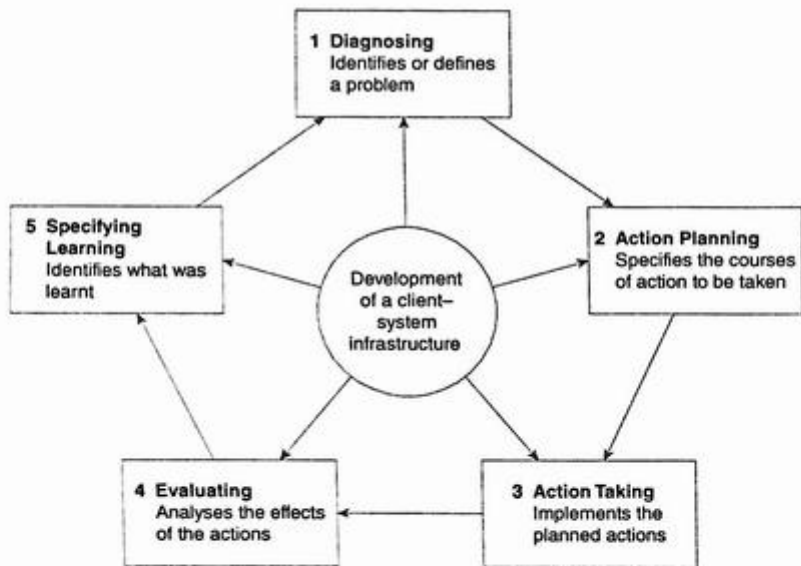 1 Diagnosing
Identifies or defines
a problem
2 Action Planning
Specifies the courses
of action to be taken
3 Action Taking
Implements the
planned actions
4 Evaluating
Analyses the effects
of the actions
5 Specifying
Learning
Identifies what was
learnt
Development
of a client–
system
infrastructure